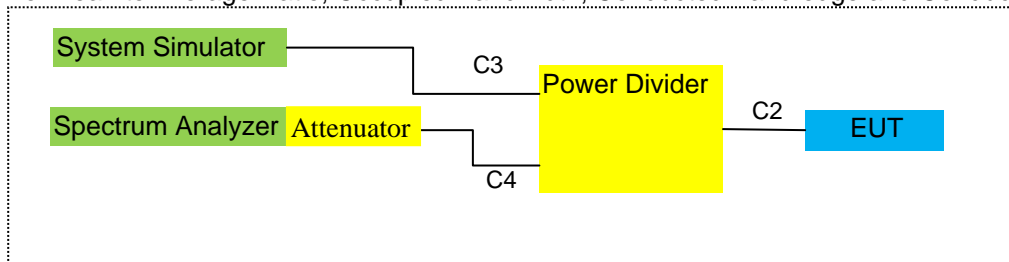 System Simulator
C3
Power Divider
Spectrum Analyzer Attenuator
C2
EUT
C4